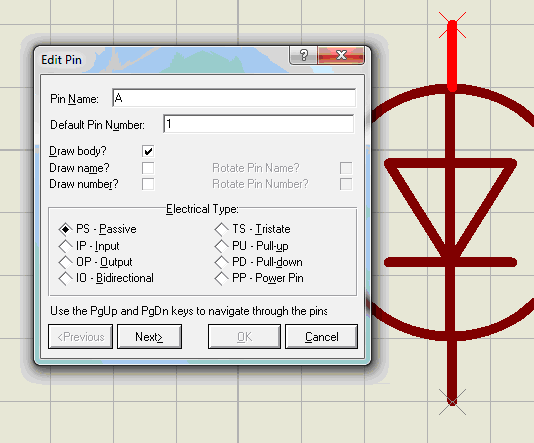 Edit Pin
?
Pin Name: A
Default Pin Number: 1
Draw body?
Draw name? Rotate Pin Name?
Draw number? Rotate Pin Number?
Electrical Type:
PS - Passive TS - Tristate
IP - Input PU - Pull-up
OP - Output PD - Pull-down
IO - Bidirectional PP - Power Pin
Use the PgUp and PgDn keys to navigate through the pins
<Previous Next> OK Cancel